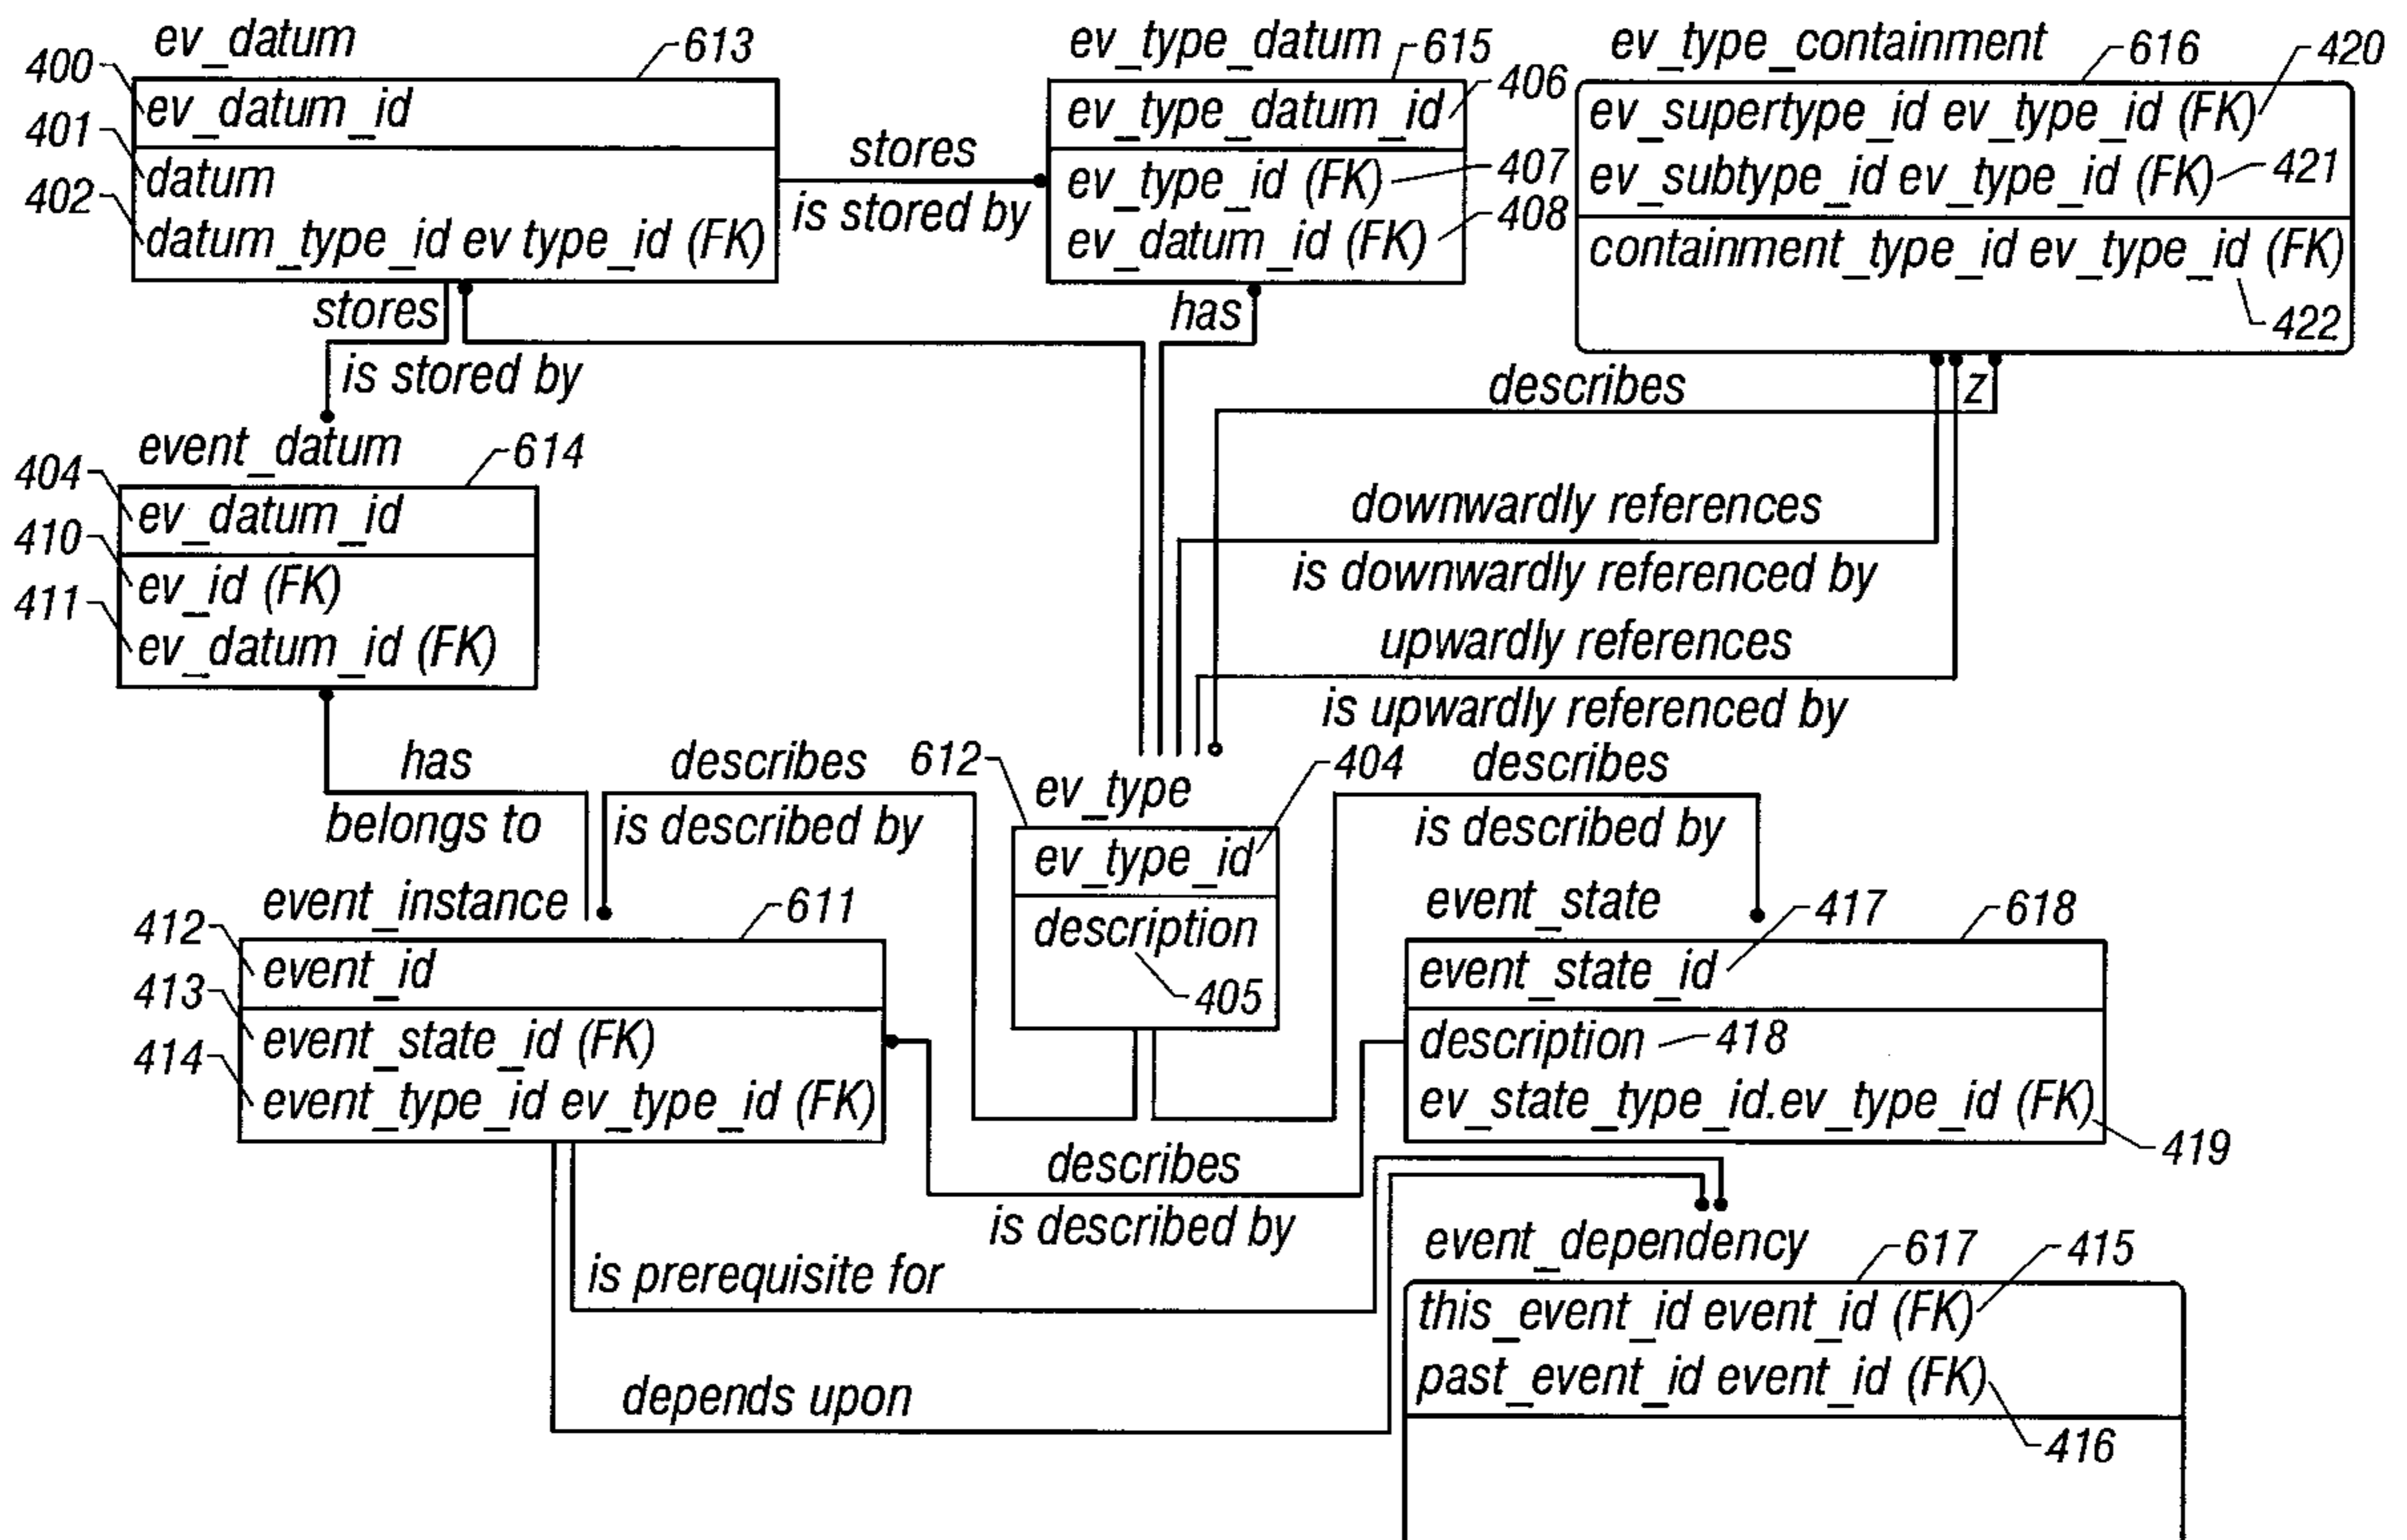 ev_datum
613
400
ev_datum_id
401
datum
402
datum_type_id ev type_id (FK)
stores
is stored by
ev_type_datum
615
406
ev_type_datum_id
ev_type_id (FK)
407
ev_datum_id (FK)
408
ev_type_containment
616
420
ev_supertype_id ev_type_id (FK)
ev_subtype_id ev_type_id (FK)
421
containment_type_id ev_type_id (FK)
422
stores
is stored by
has
describes
z
downwardly references
is downwardly referenced by
upwardly references
is upwardly referenced by
event_datum
614
404
ev_datum_id
410
ev_id (FK)
411
ev_datum_id (FK)
has
belongs to
describes
is described by
612
ev_type
404
ev_type_id
description
405
describes
is described by
event_instance
611
412
event_id
413
event_state_id (FK)
414
event_type_id ev_type_id (FK)
event_state
417
618
event_state_id
description
418
ev_state_type_id.ev_type_id (FK)
419
describes
is described by
is prerequisite for
depends upon
event_dependency
617
415
this_event_id event_id (FK)
past_event_id event_id (FK)
416